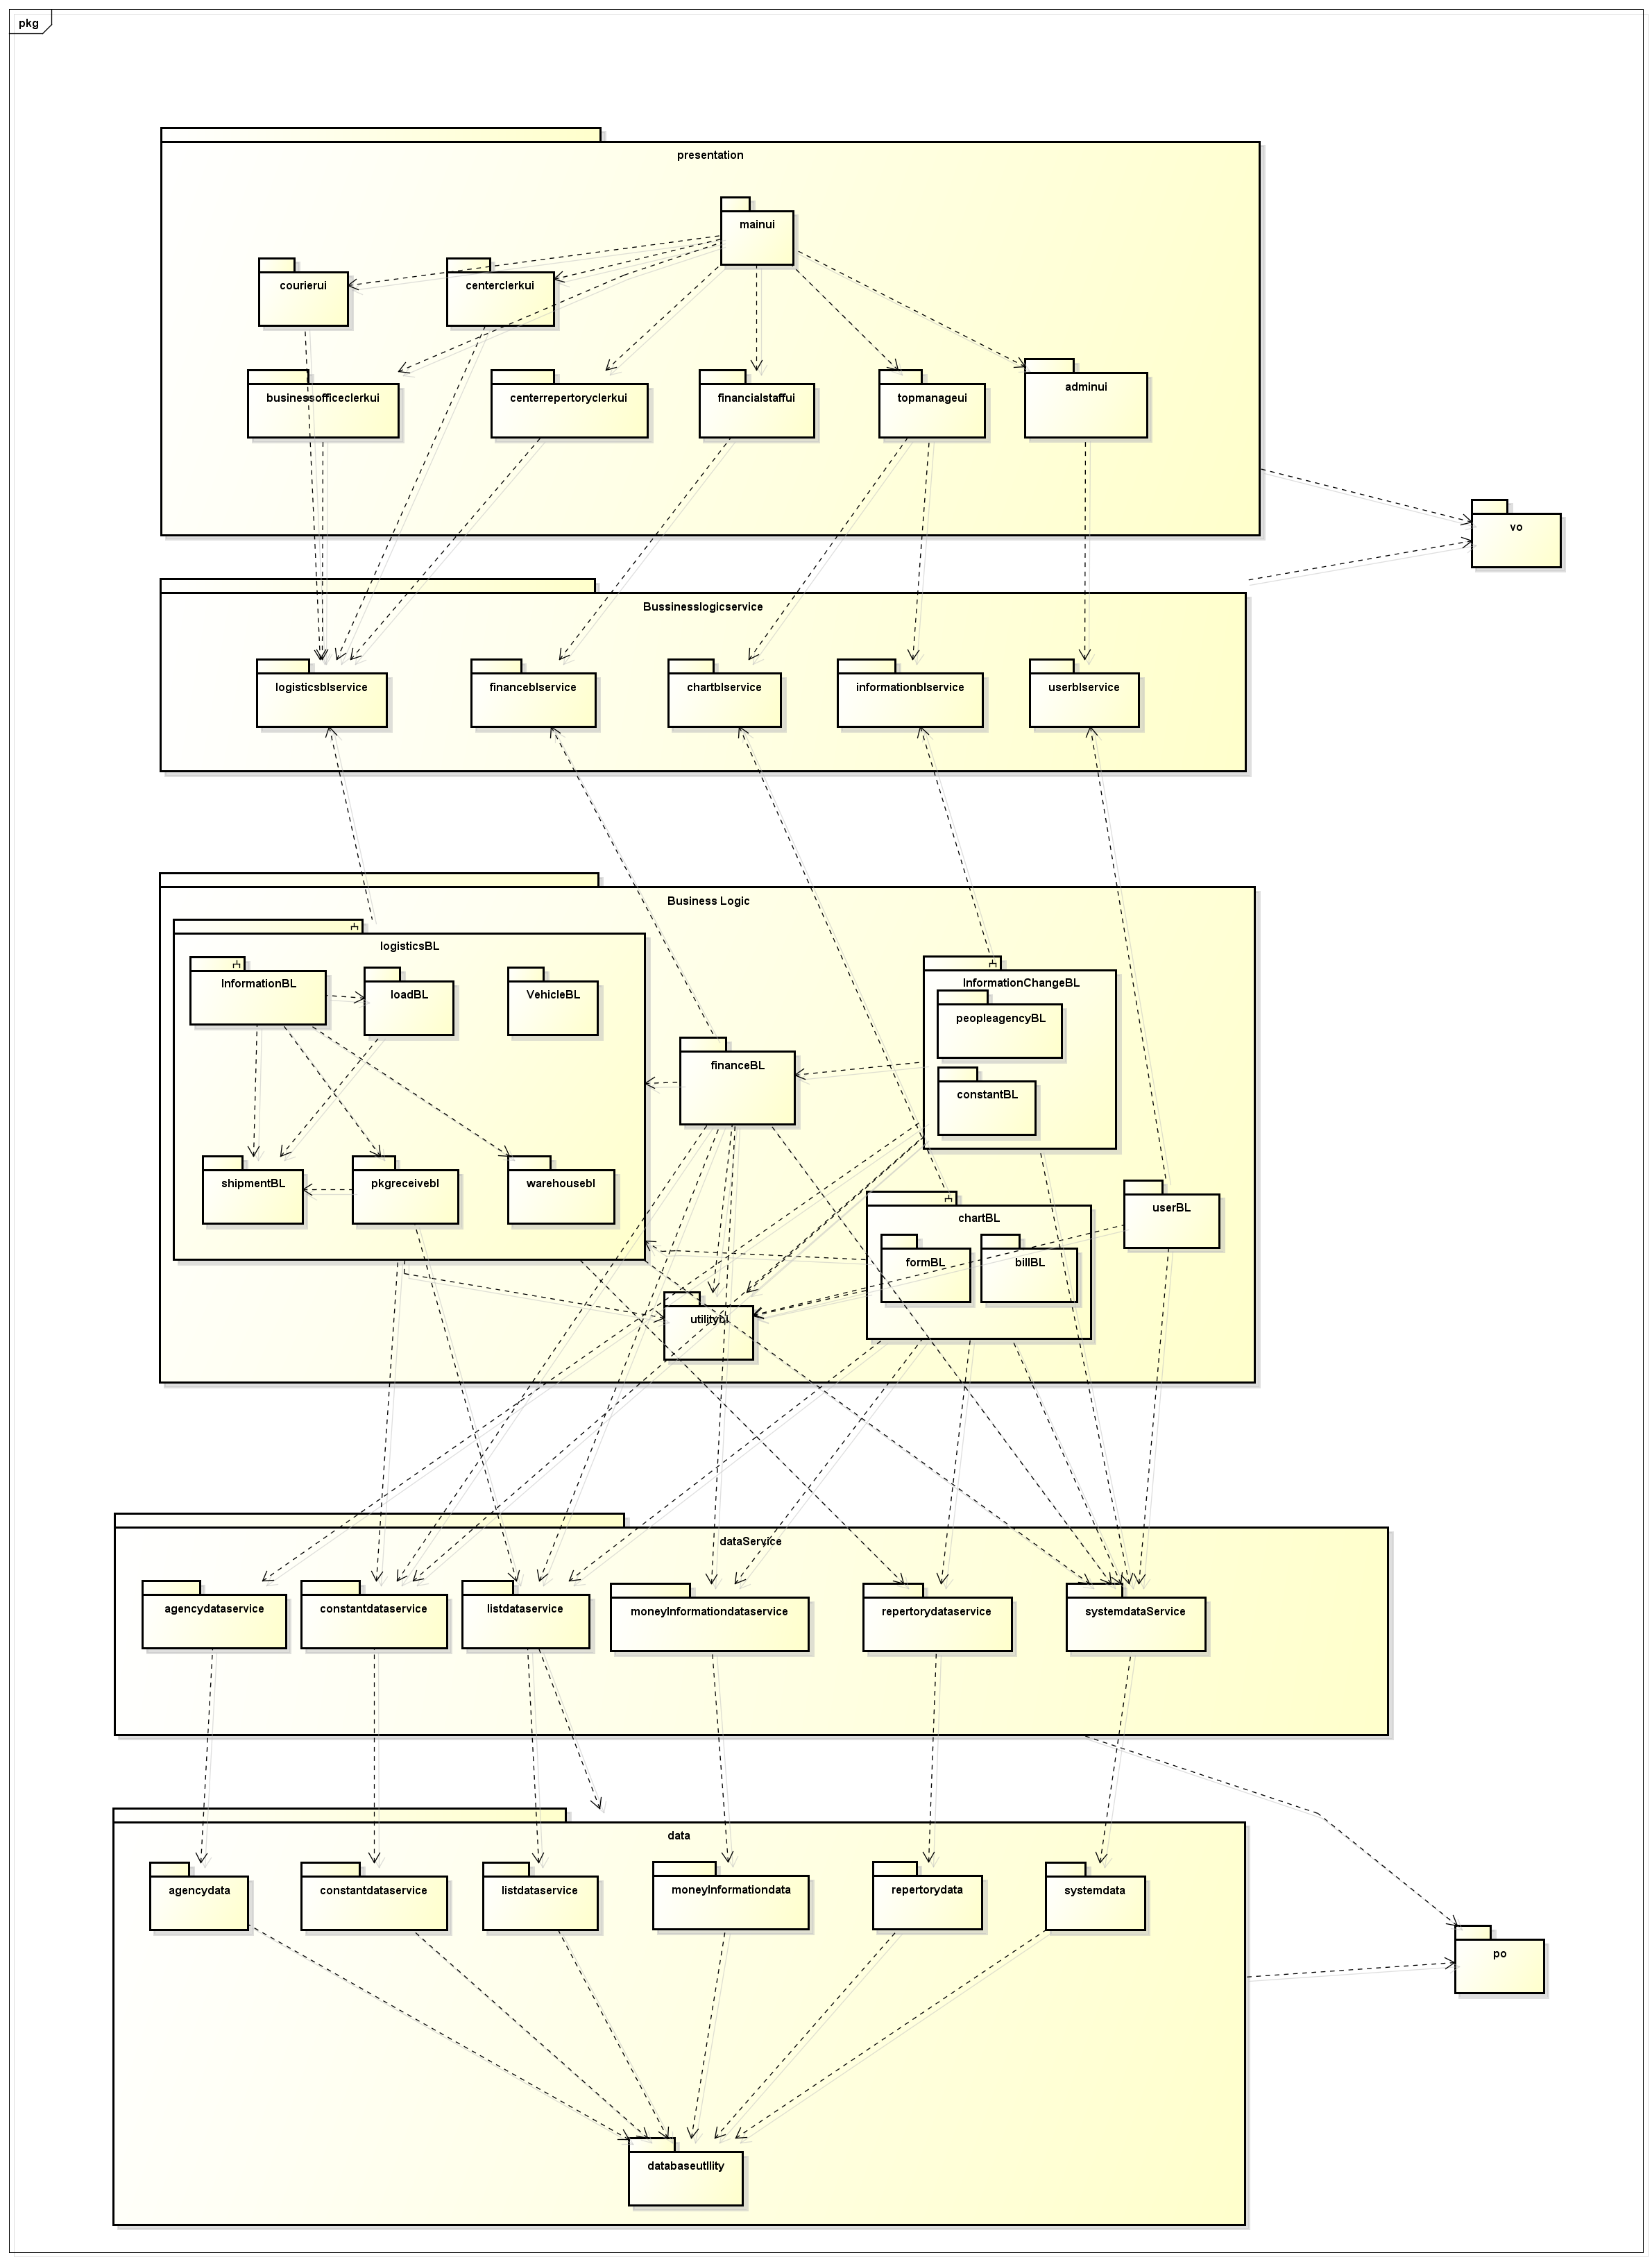 pkg
presentation
mainui
courierui
centerclerkui
businessofficeclerkui
centerrepertoryclerkui
financialstaffui
topmanageui
adminui
vo
Bussinesslogicservice
logisticsblservice
financeblservice
chartblservice
informationblservice
userblservice
Business Logic
logisticsBL
InformationBL
loadBL
VehicleBL
InformationChangeBL
peopleagencyBL
financeBL
constantBL
shipmentBL
pkgreceivebl
warehousebl
userBL
chartBL
formBL
billBL
utilitybl
dataService
agencydataservice
constantdataservice
listdataservice
moneyInformationdataservice
repertorydataservice
systemdataService
data
agencydata
constantdataservice
listdataservice
moneyInformationdata
repertorydata
systemdata
po
databaseutility